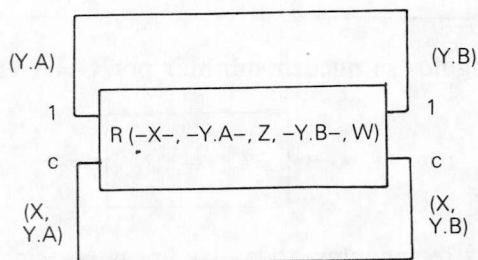 (Y.A)
(Y.B)
1
1
R (–X–, –Y.A–, Z, –Y.B–, W)
c
c
(X,
Y.A)
(X,
Y.B)